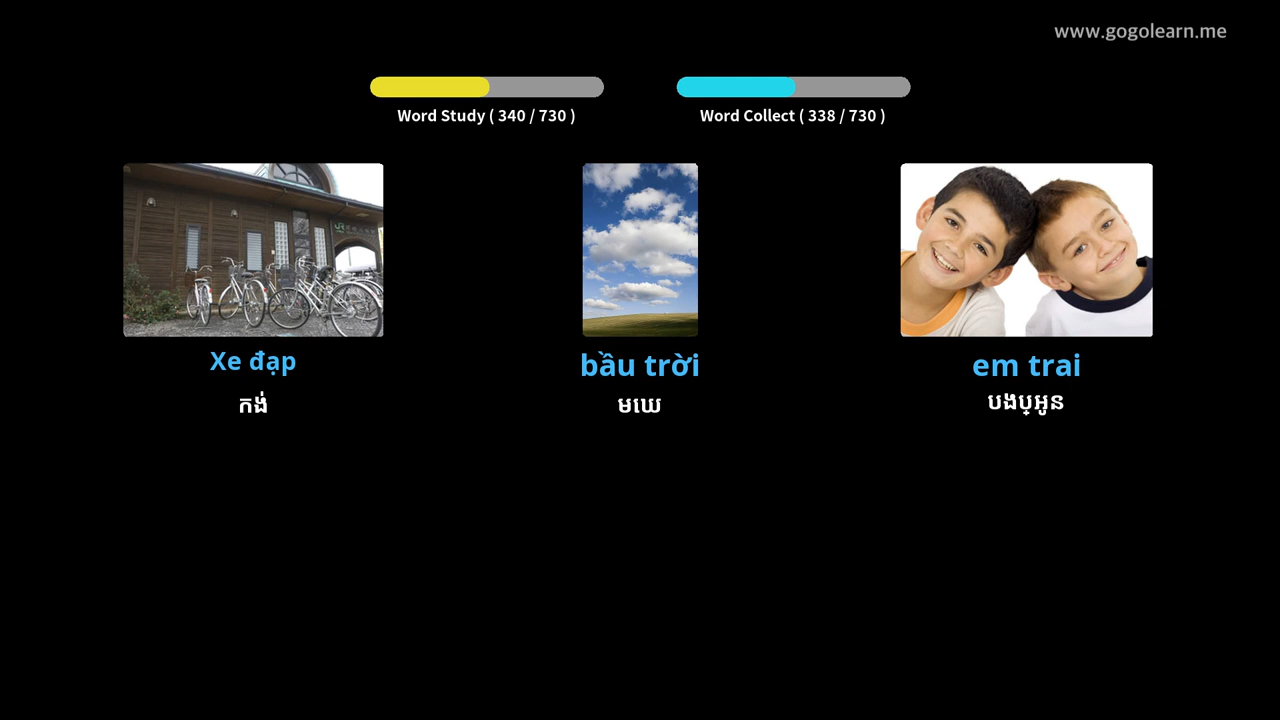 www.gogolearn.me
Word Study ( 340 / 730 )
Word Collect ( 338 / 730 )
Xe đạp
bầu trời
em trai
កង់
មេឃ
បងប្អូន